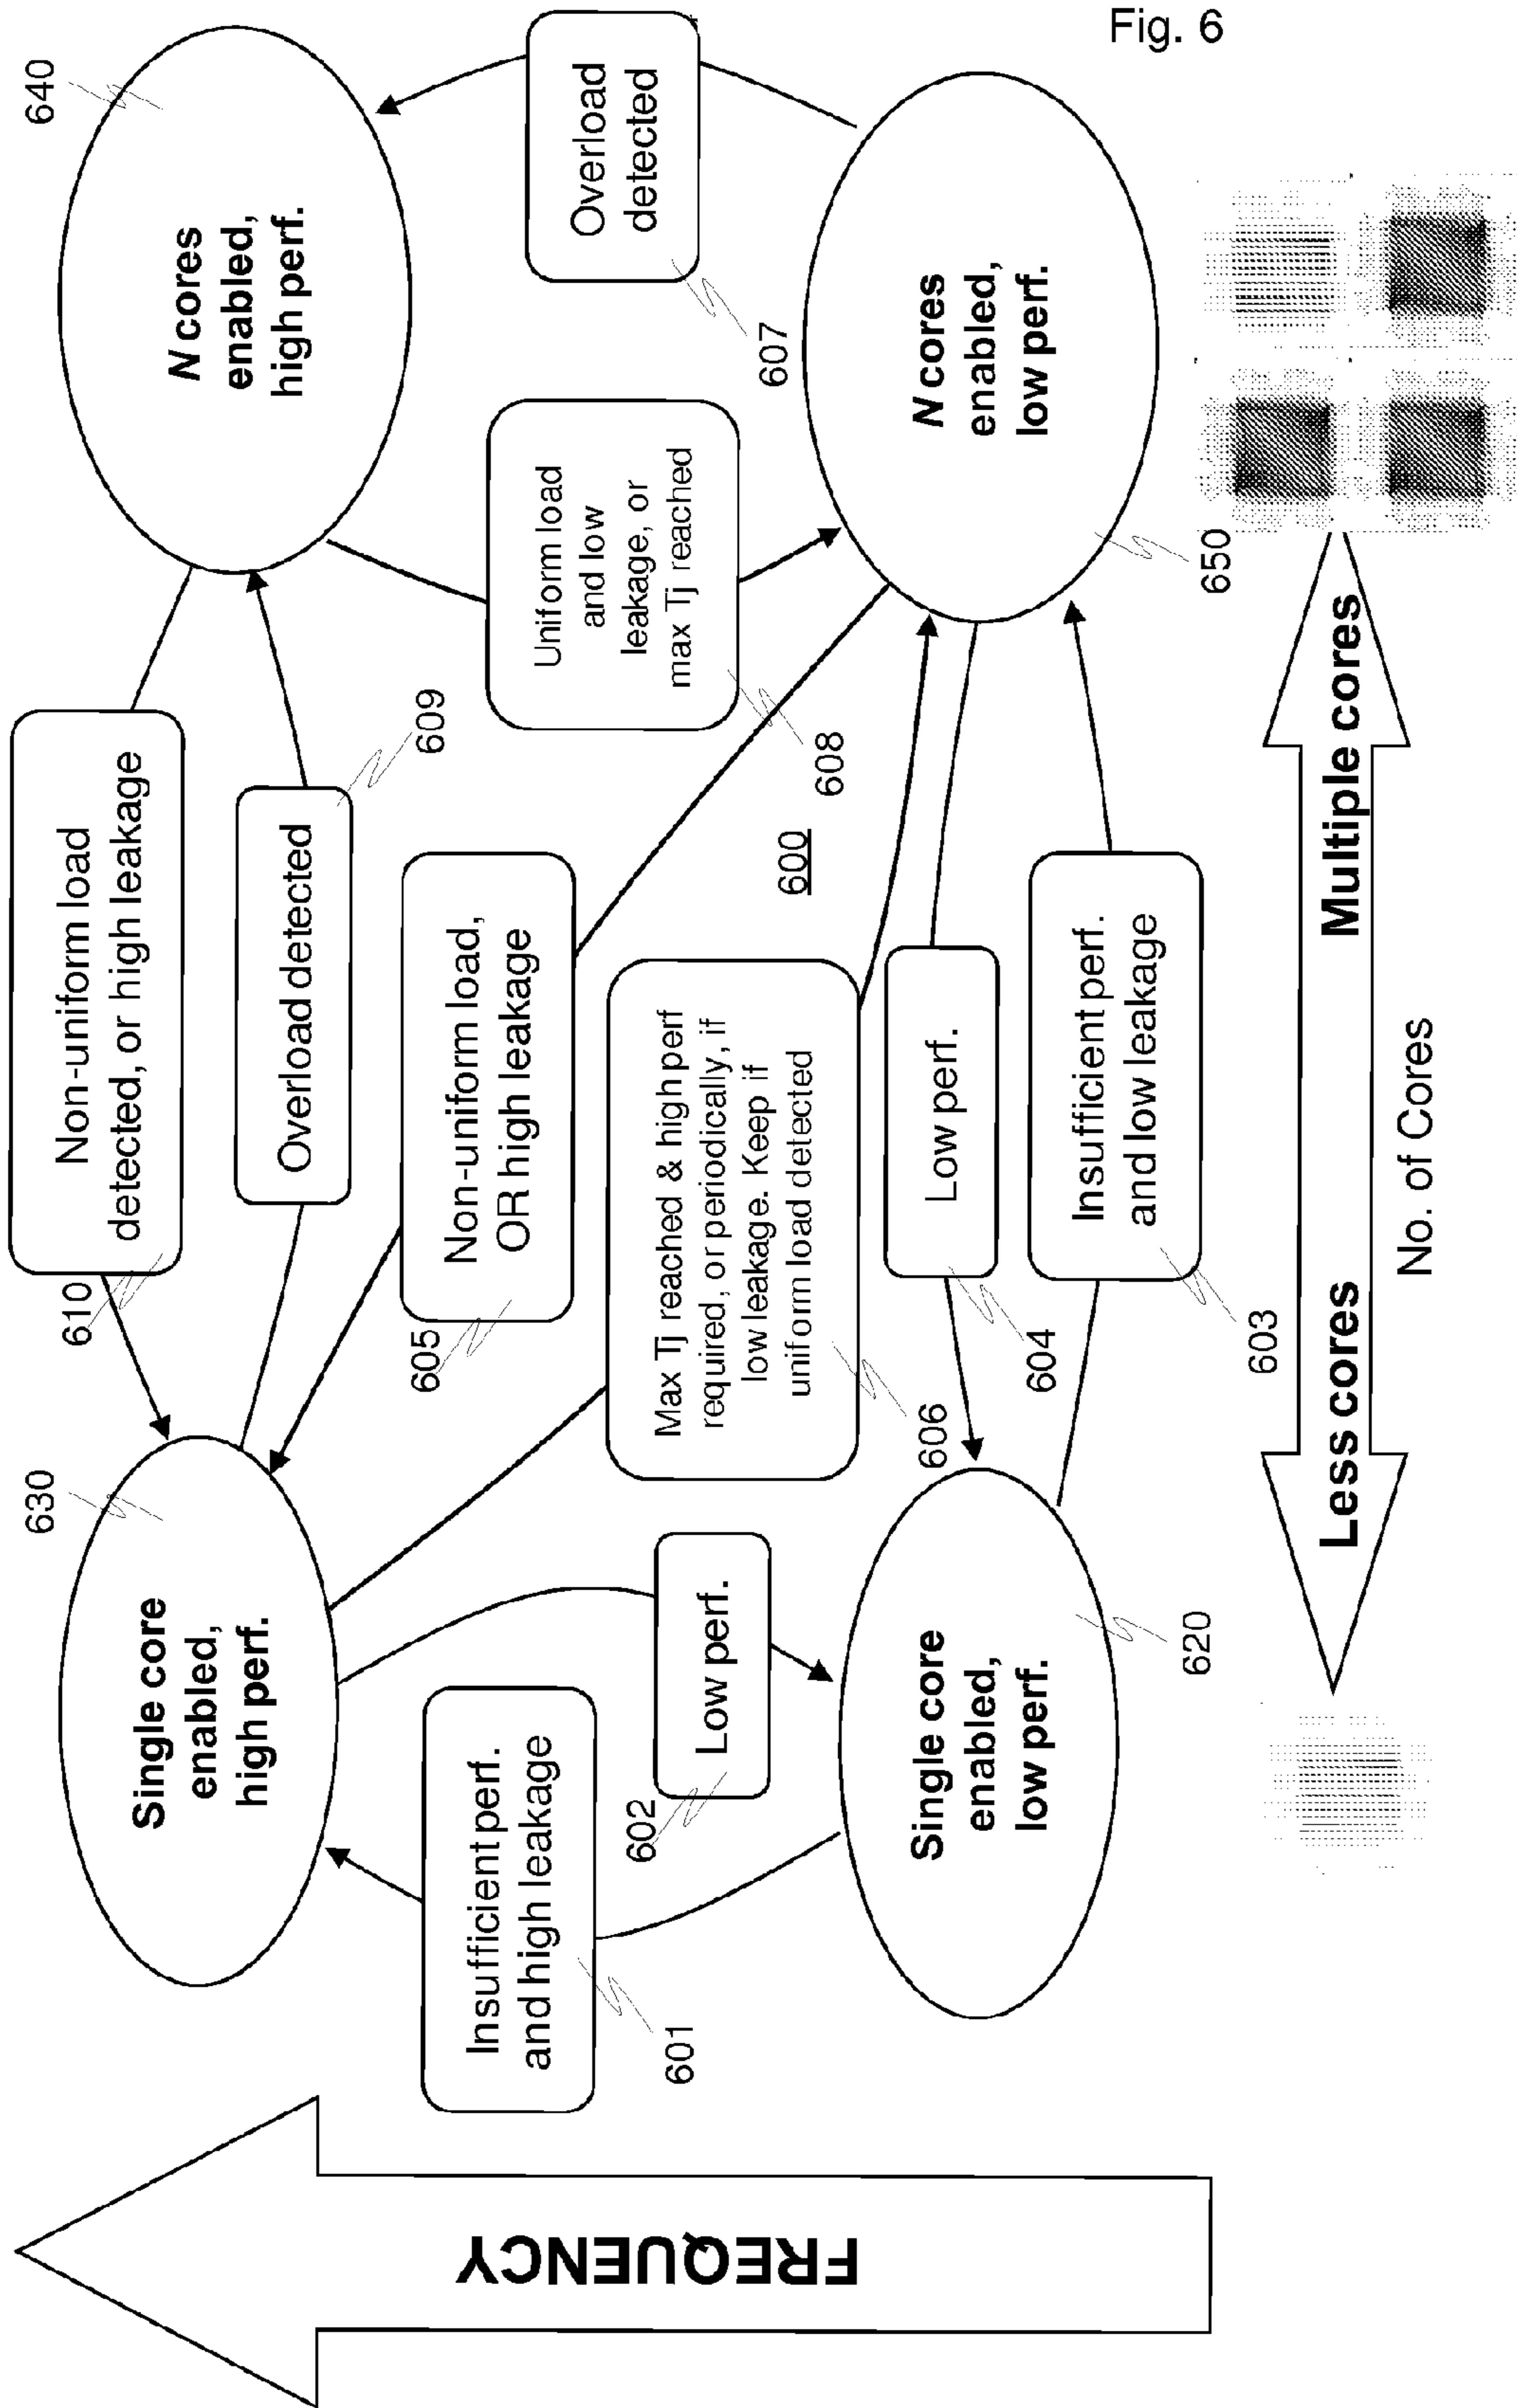 Fig. 6
FREQUENCY
630
Single core
enabled,
high perf.
640
N cores
enabled,
high perf.
610
Non-uniform load
detected, or high leakage
Overload detected
609
605
Non-uniform load,
OR high leakage
601
Insufficient perf.
and high leakage
602
Low perf.
606
Max Tj reached & high perf
required, or periodically, if
low leakage. Keep if
uniform load detected
600
608
Uniform load
and low
leakage, or
max Tj reached
607
Overload
detected
604
Low perf.
603
Insufficient perf.
and low leakage
620
Single core
enabled,
low perf.
650
N cores
enabled,
low perf.
Less cores
Multiple cores
No. of Cores